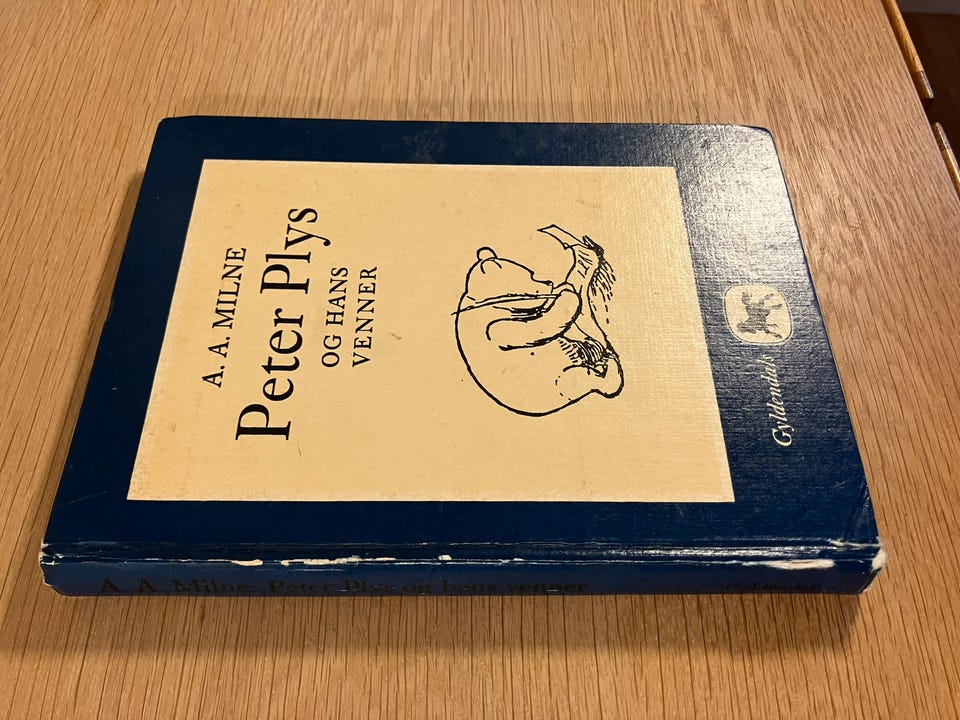 A. A. MILNE
Peter Plys
OG HANS
VENNER
Gyldendals
A. A. Milne: Peter Plys og hans venner
Gyldendal